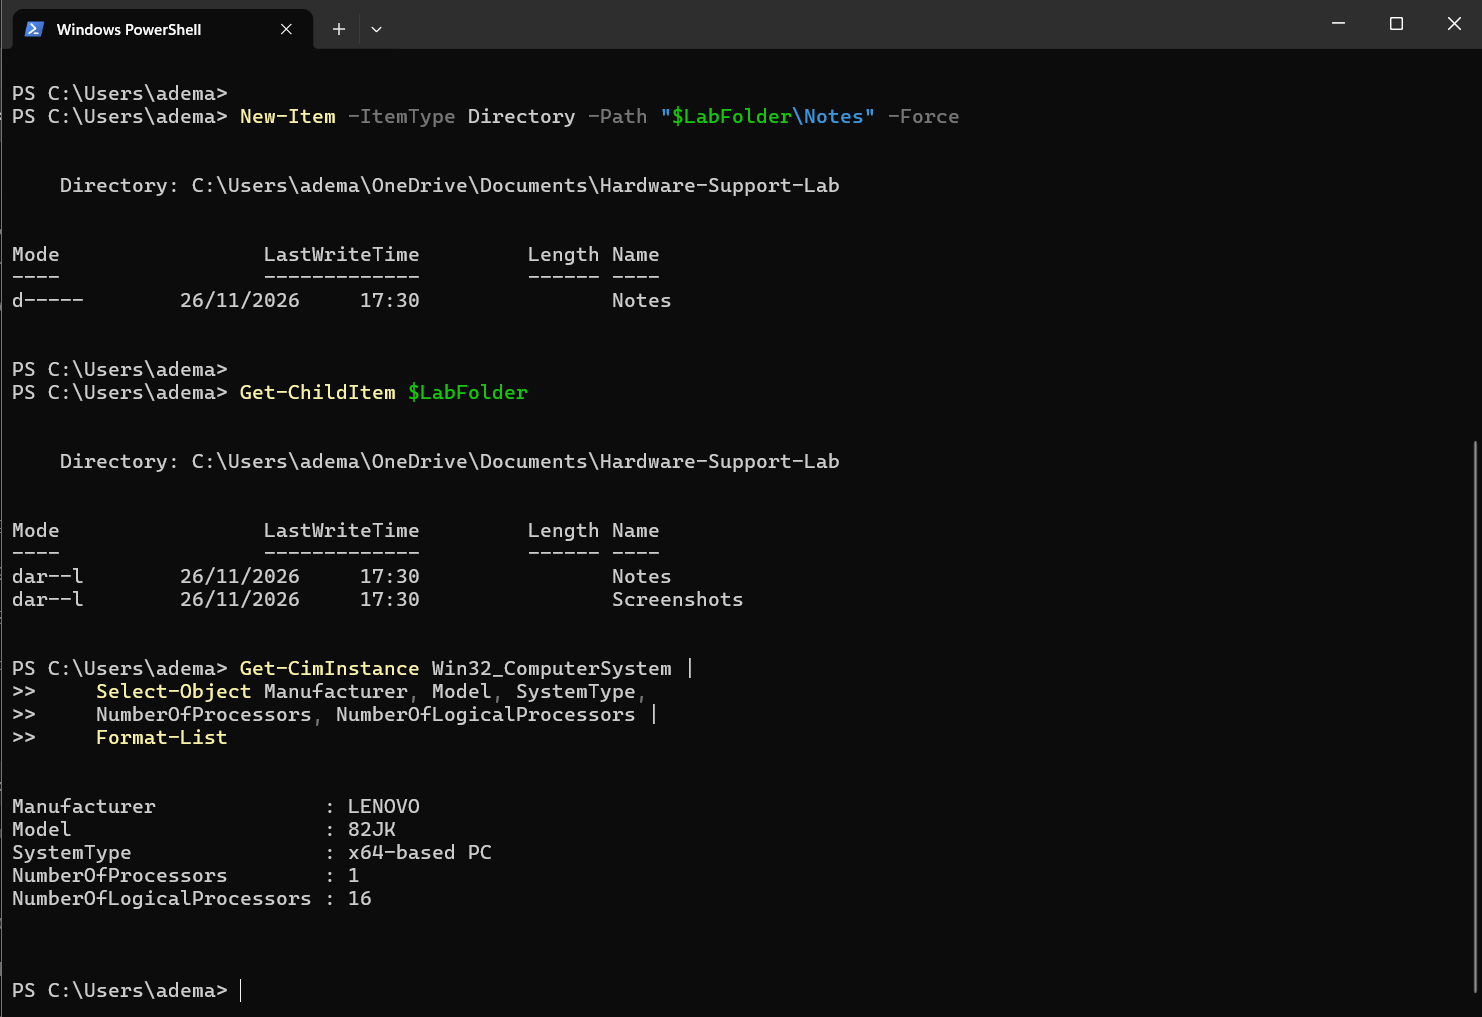 Windows PowerShell
PS C:\Users\adema>
PS C:\Users\adema> New-Item -ItemType Directory -Path "$LabFolder\Notes" -Force
    Directory: C:\Users\adema\OneDrive\Documents\Hardware-Support-Lab
Mode                 LastWriteTime         Length Name
----                 -------------         ------ ----
d-----        26/11/2026     17:30                Notes
PS C:\Users\adema>
PS C:\Users\adema> Get-ChildItem $LabFolder
    Directory: C:\Users\adema\OneDrive\Documents\Hardware-Support-Lab
Mode                 LastWriteTime         Length Name
----                 -------------         ------ ----
dar--l        26/11/2026     17:30                Notes
dar--l        26/11/2026     17:30                Screenshots
PS C:\Users\adema> Get-CimInstance Win32_ComputerSystem |
>>     Select-Object Manufacturer, Model, SystemType,
>>     NumberOfProcessors, NumberOfLogicalProcessors |
>>     Format-List
Manufacturer              : LENOVO
Model                     : 82JK
SystemType                : x64-based PC
NumberOfProcessors        : 1
NumberOfLogicalProcessors : 16
PS C:\Users\adema>